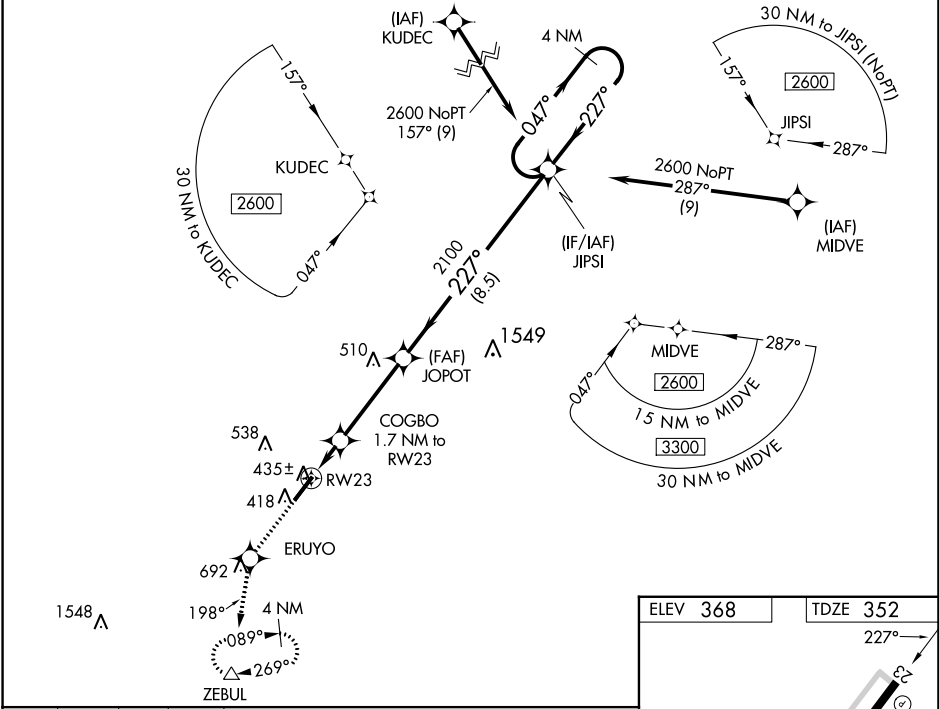 (IAF)
KUDEC
4 NM
2600 NoPT
157° (9)
047°
227°
30 NM to JIPSI (NoPT)
157°
2600
JIPSI
287°
157°
KUDEC
2600
30 NM to KUDEC
047°
2600 NoPT
287°
(9)
(IAF)
MIDVE
(IF/IAF)
JIPSI
2100
227°
(8.5)
510
(FAF)
JOPOT
1549
MIDVE
287°
047°
2600
15 NM to MIDVE
3300
30 NM to MIDVE
COGBO
1.7 NM to
RW23
538
435±
RW23
418
ERUYO
692
198°
4 NM
089°
269°
ZEBUL
1548
ELEV 368
TDZE 352
227°
23
P